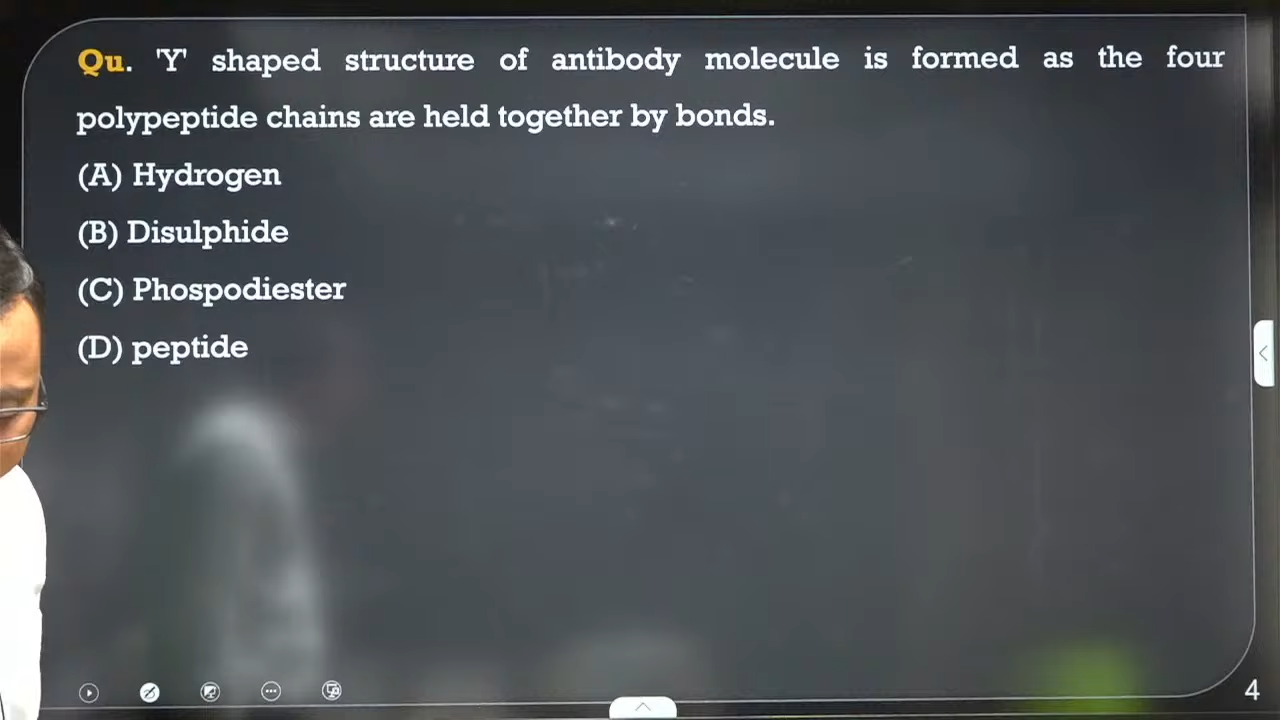 Qu. 'Y' shaped structure of antibody molecule is formed as the four
polypeptide chains are held together by bonds.
(A) Hydrogen
(B) Disulphide
(C) Phospodiester
(D) peptide
4